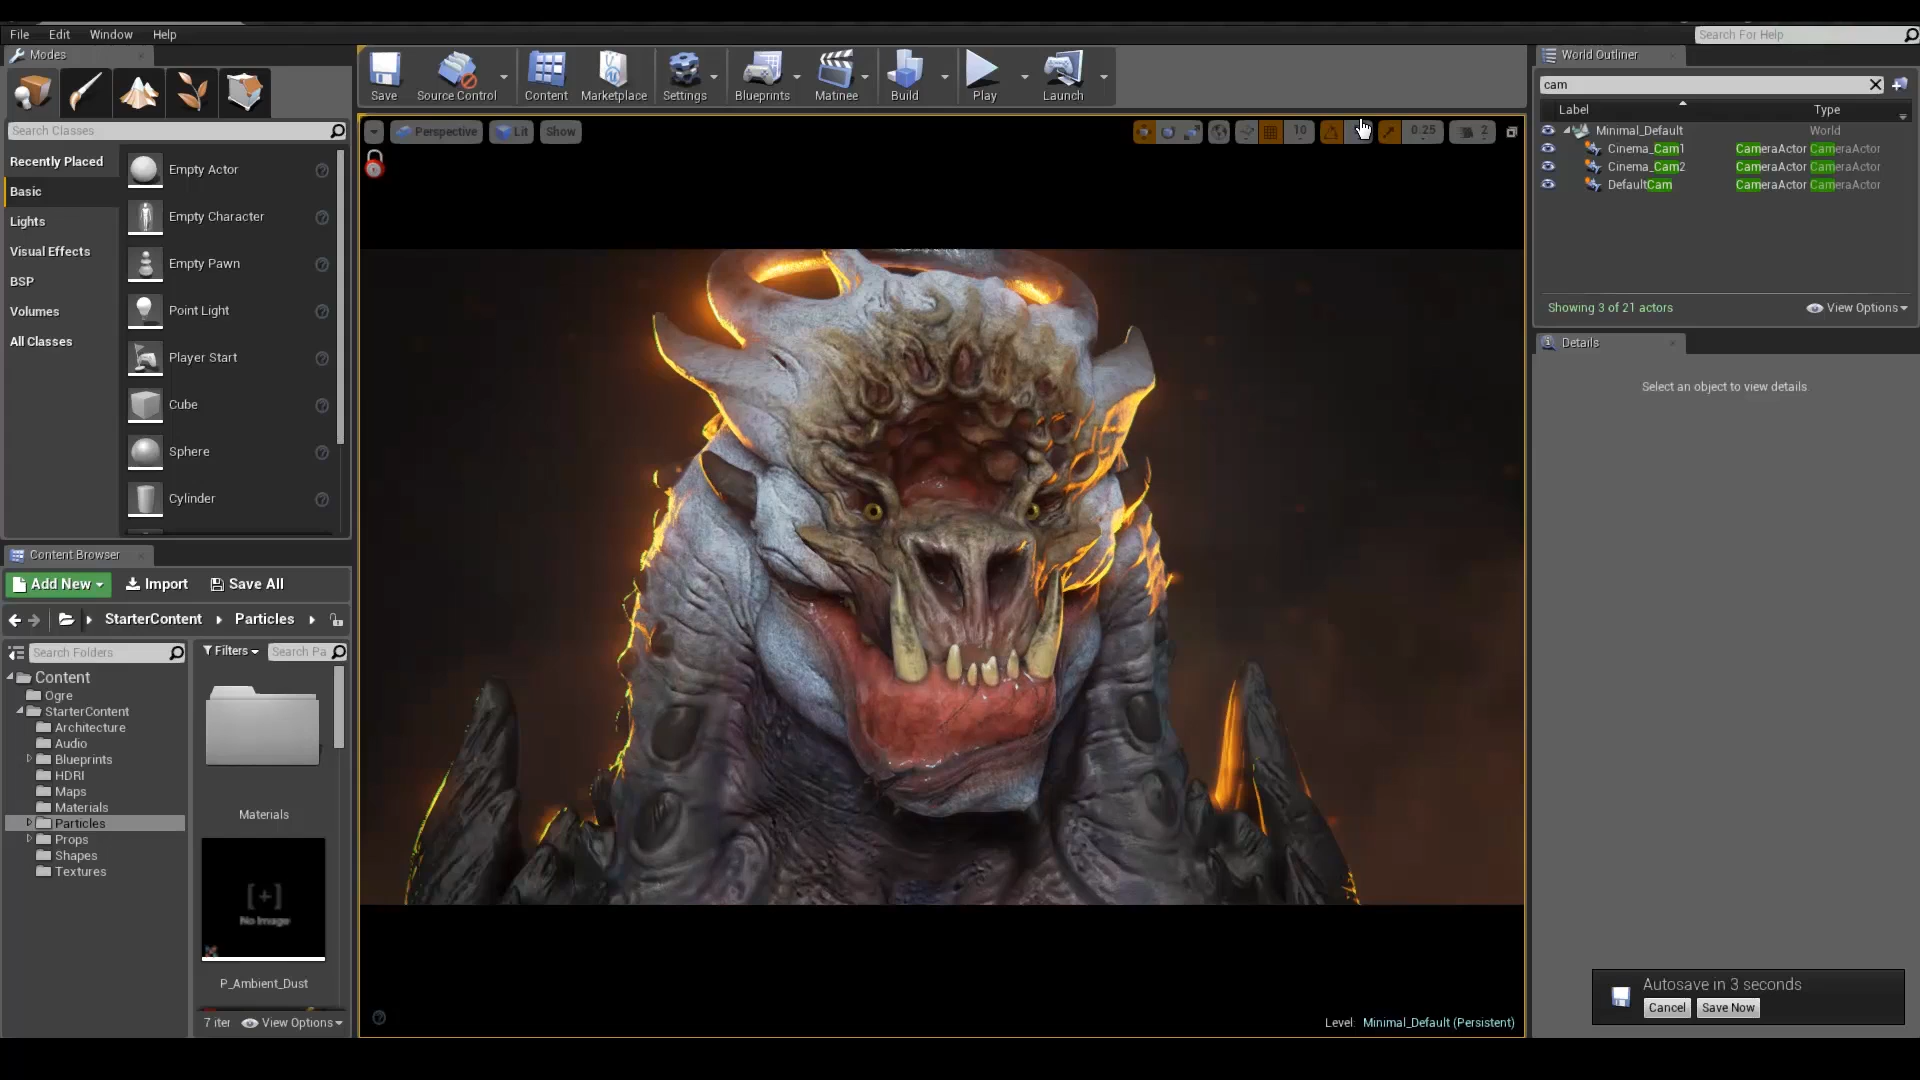 File Edit Window Help
Search For Help
Modes
Search Classes
Recently Placed
Basic
Lights
Visual Effects
BSP
Volumes
All Classes
Empty Actor
Empty Character
Empty Pawn
Point Light
Player Start
Cube
Sphere
Cylinder
Save Source Control Content Marketplace Settings Blueprints Matinee Build Play Launch
Perspective Lit Show
10 0.25 2
World Outliner
cam
Label Type
Minimal_Default World
Cinema_Cam1 CameraActor CameraActor
Cinema_Cam2 CameraActor CameraActor
DefaultCam CameraActor CameraActor
Showing 3 of 21 actors View Options
Details
Select an object to view details.
Content Browser
Add New Import Save All
StarterContent Particles
Search Folders Filters Search Pa
Content
Ogre
StarterContent
Architecture
Audio
Blueprints
HDRI
Maps
Materials
Particles
Props
Shapes
Textures
Materials
[+]
No Image
P_Ambient_Dust
7 iter View Options
Level: Minimal_Default (Persistent)
Autosave in 3 seconds
Cancel Save Now